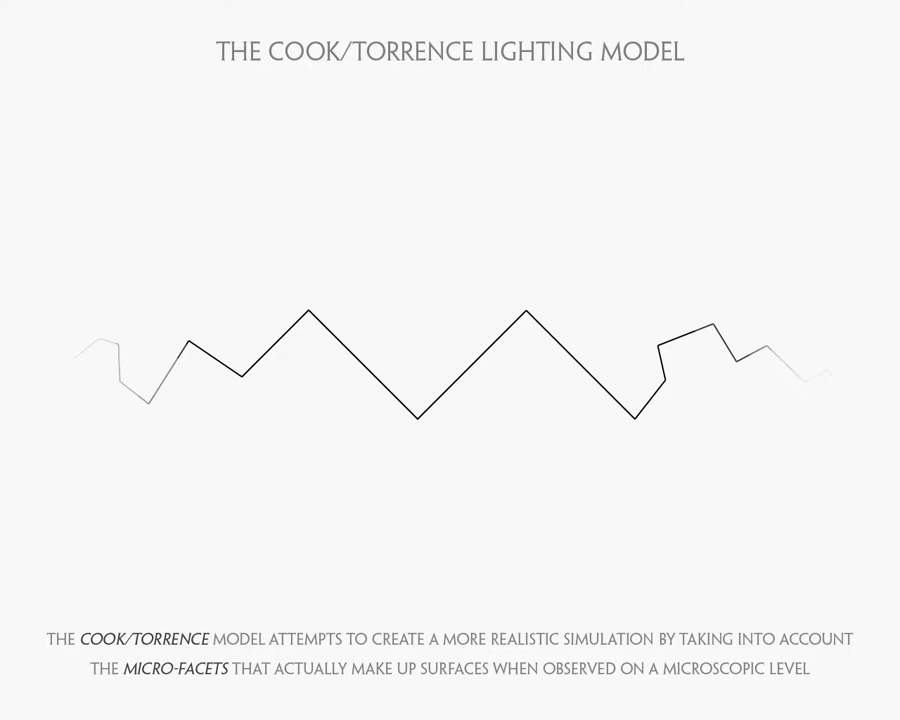 THE COOK/TORRENCE LIGHTING MODEL
THE COOK/TORRENCE MODEL ATTEMPTS TO CREATE A MORE REALISTIC SIMULATION BY TAKING INTO ACCOUNT
THE MICRO-FACETS THAT ACTUALLY MAKE UP SURFACES WHEN OBSERVED ON A MICROSCOPIC LEVEL